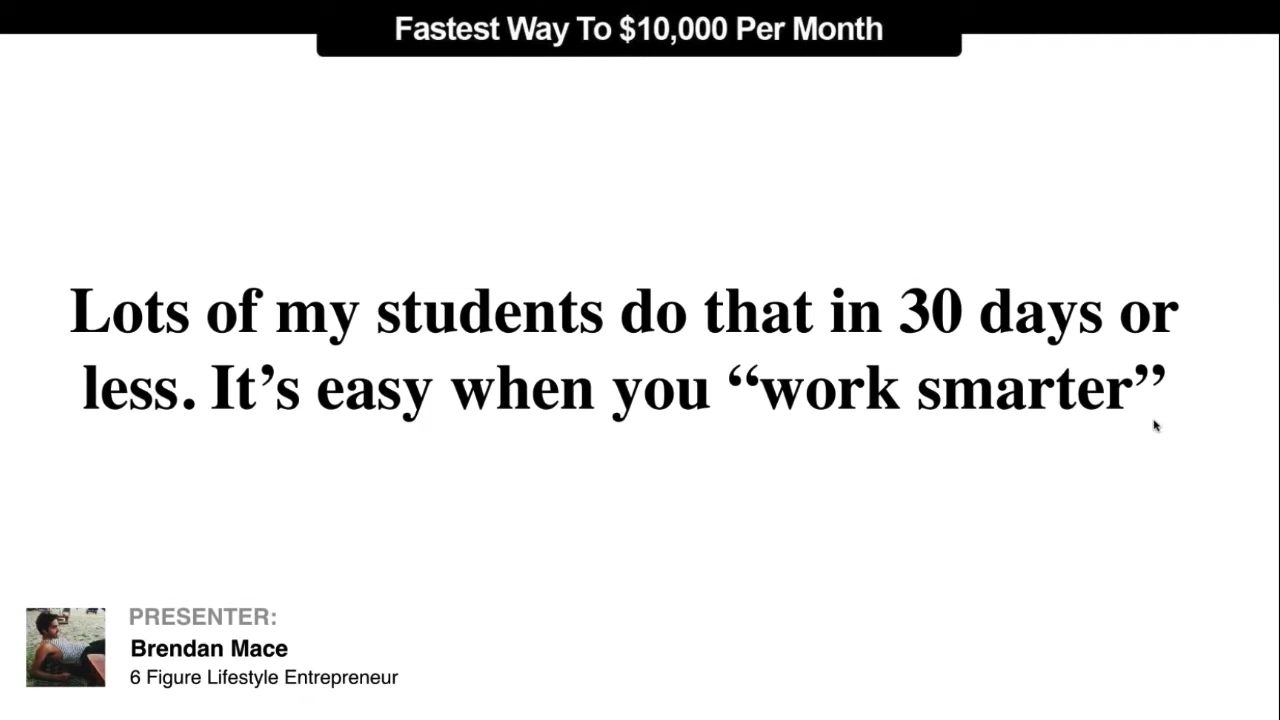 Fastest Way To $10,000 Per Month
Lots of my students do that in 30 days or
less. It’s easy when you “work smarter”
PRESENTER:
Brendan Mace
6 Figure Lifestyle Entrepreneur